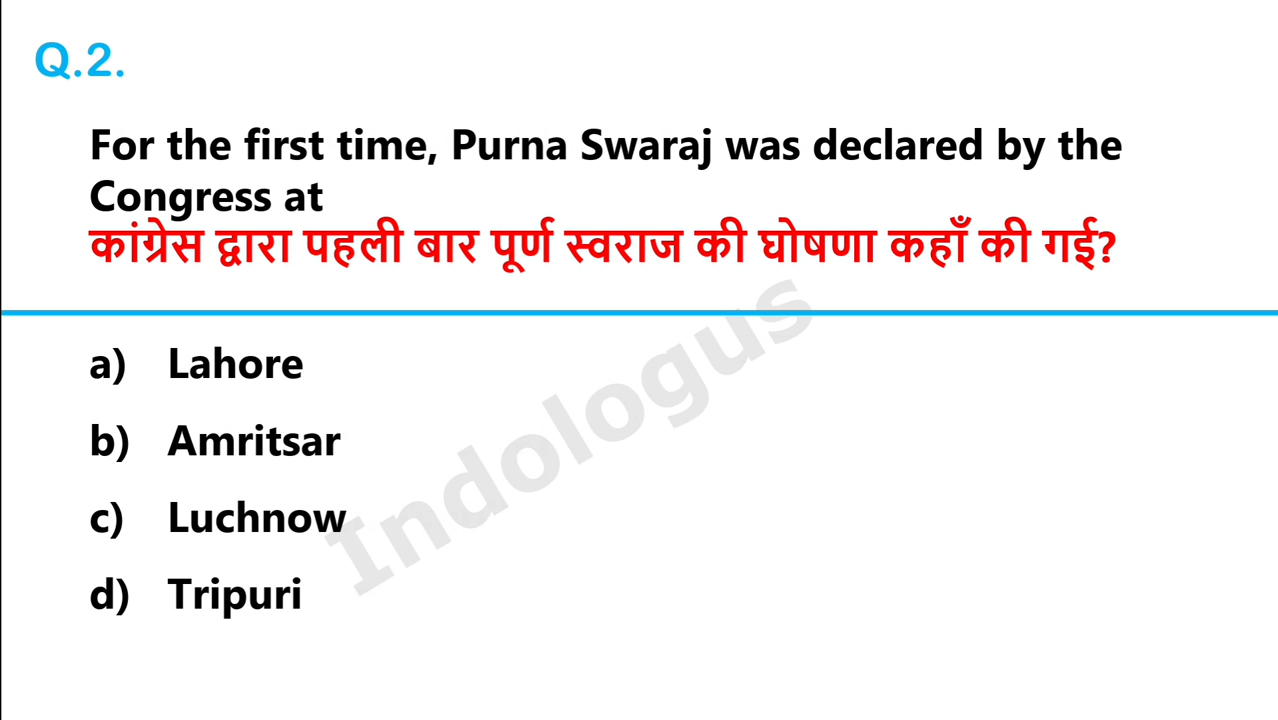 Q.2.
For the first time, Purna Swaraj was declared by the
Congress at
कांग्रेस द्वारा पहली बार पूर्ण स्वराज की घोषणा कहाँ की गई?
a) Lahore
b) Amritsar
c) Luchnow
d) Tripuri
Indologus